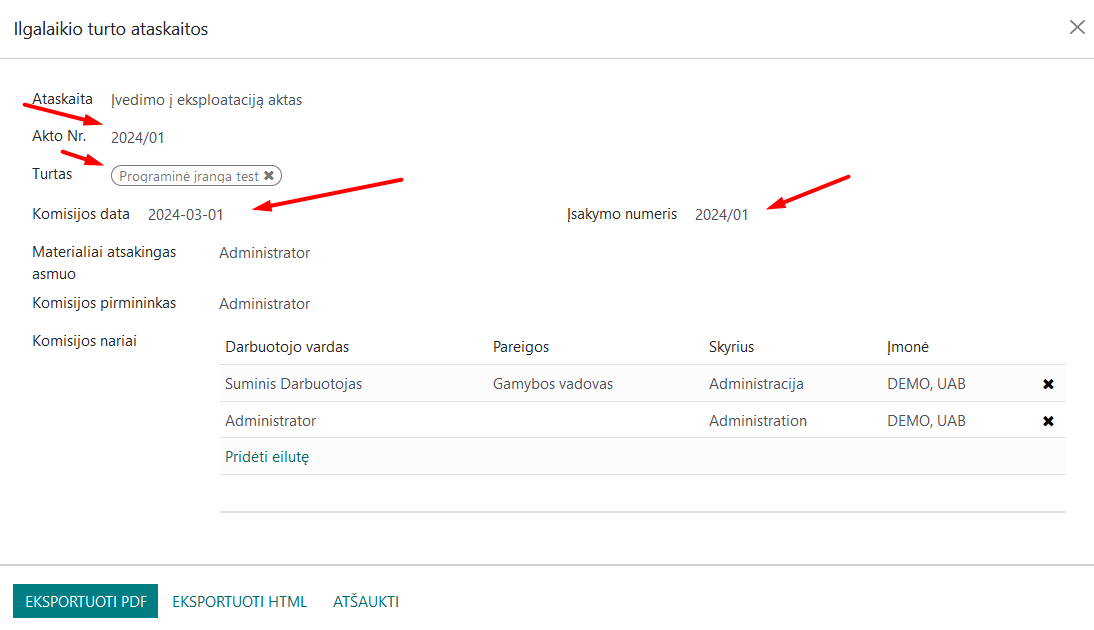 Ilgalaikio turto ataskaitos
Ataskaita Įvedimo į eksploataciją aktas
Akto Nr. 2024/01
Turtas Programinė įranga test
Komisijos data 2024-03-01 Įsakymo numeris 2024/01
Materialiai atsakingas asmuo Administrator
Komisijos pirmininkas Administrator
Komisijos nariai
Darbuotojo vardas Pareigos Skyrius Įmonė
Suminis Darbuotojas Gamybos vadovas Administracija DEMO, UAB
Administrator Administration DEMO, UAB
Pridėti eilutę
EKSPORTUOTI PDF EKSPORTUOTI HTML ATŠAUKTI